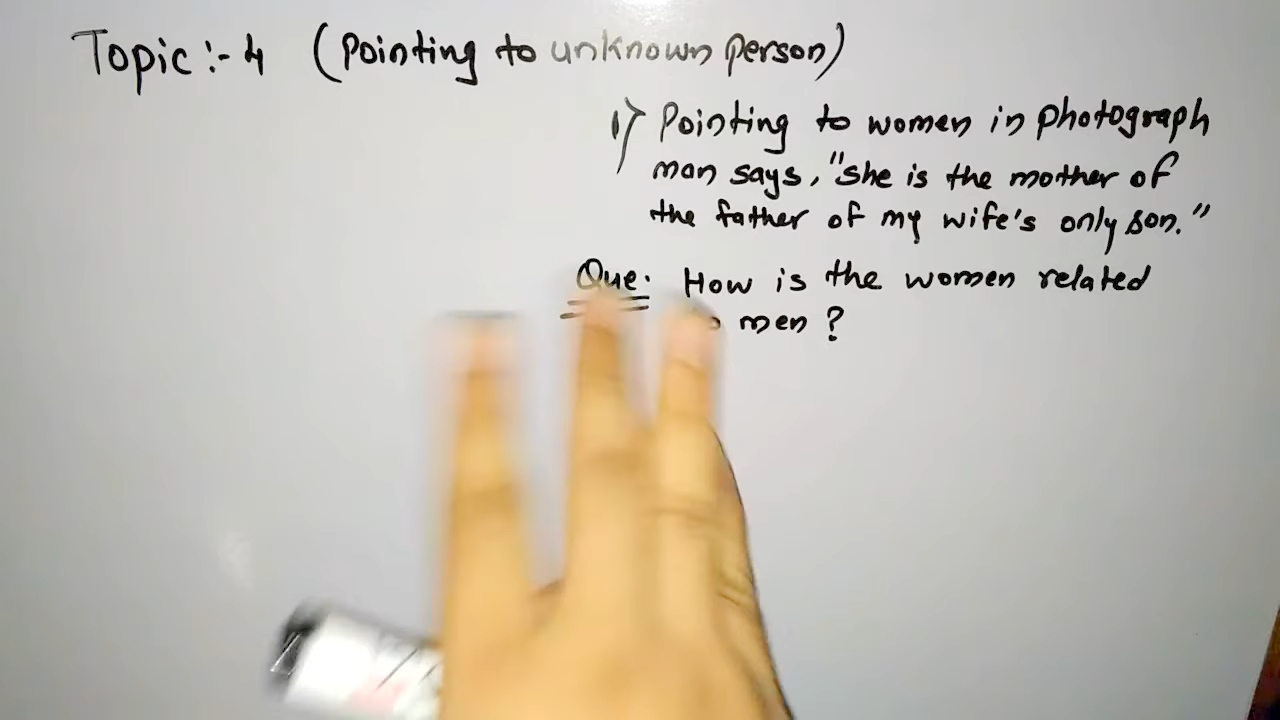 Topic :- 4 (Pointing to unknown person)
1) Pointing to women in photograph
man says, "she is the mother of
the father of my wife's only son."
Que. How is the women related
men ?